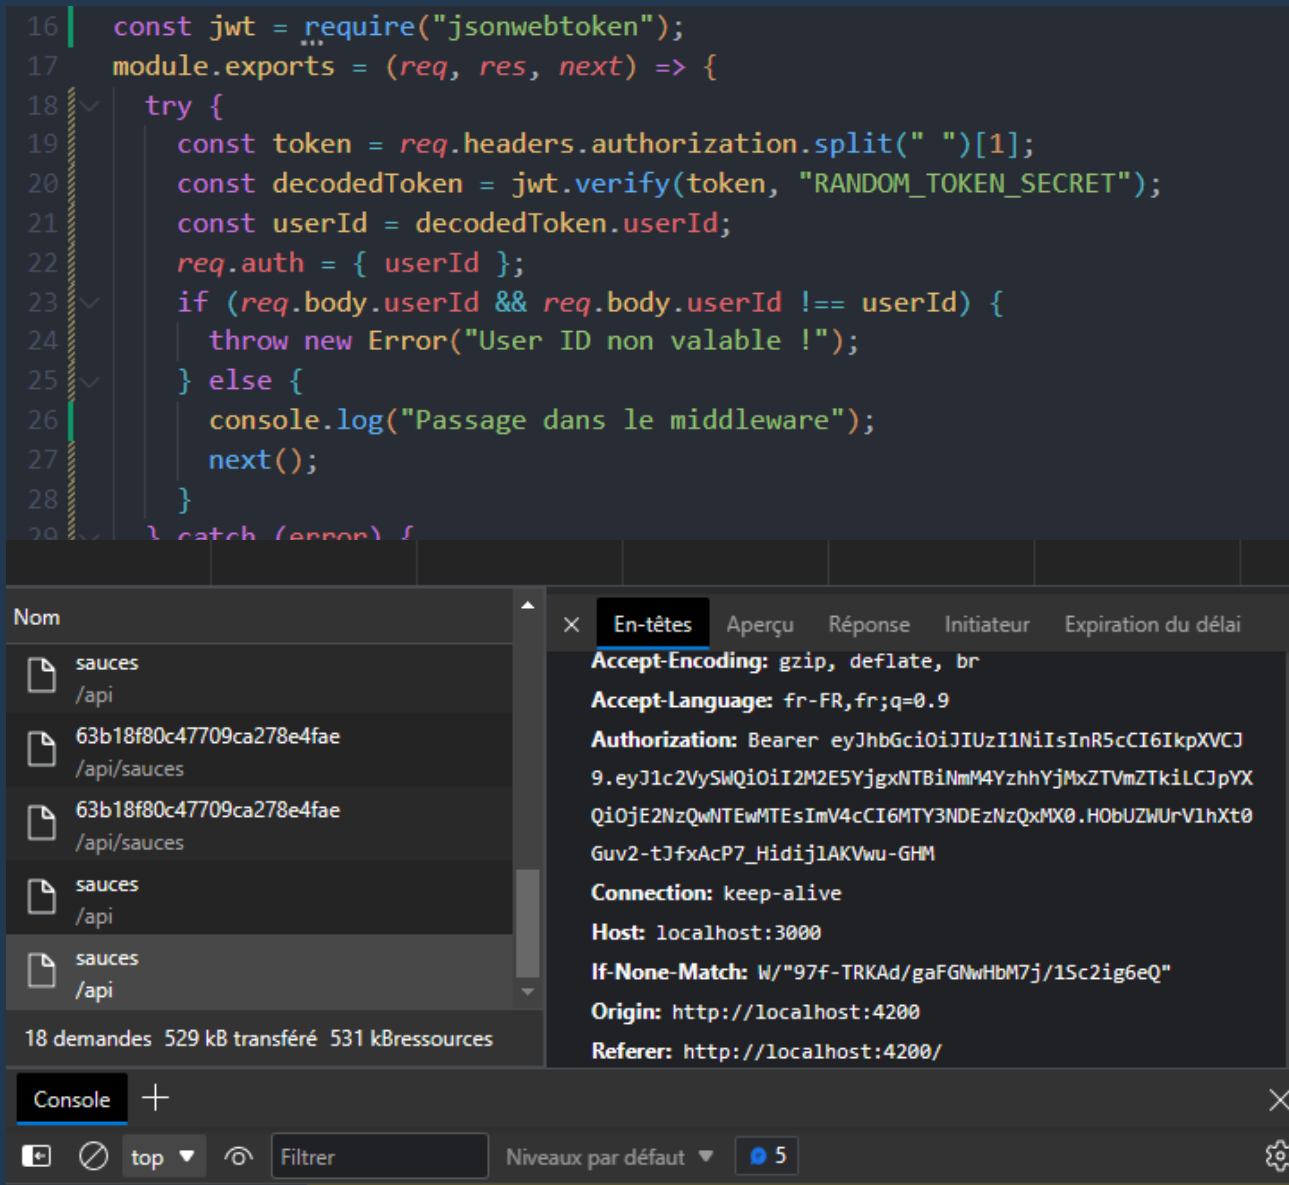 16 const jwt = require("jsonwebtoken");
17 module.exports = (req, res, next) => {
18 try {
19 const token = req.headers.authorization.split(" ")[1];
20 const decodedToken = jwt.verify(token, "RANDOM_TOKEN_SECRET");
21 const userId = decodedToken.userId;
22 req.auth = { userId };
23 if (req.body.userId && req.body.userId !== userId) {
24 throw new Error("User ID non valable !");
25 } else {
26 console.log("Passage dans le middleware");
27 next();
28 }
29 } catch (error) {
Nom
sauces
/api
63b18f80c47709ca278e4fae
/api/sauces
63b18f80c47709ca278e4fae
/api/sauces
sauces
/api
sauces
/api
18 demandes 529 kB transféré 531 kBressources
En-têtes Aperçu Réponse Initiateur Expiration du délai
Accept-Encoding: gzip, deflate, br
Accept-Language: fr-FR,fr;q=0.9
Authorization: Bearer eyJhbGciOiJIUzI1NiIsInR5cCI6IkpXVCJ
9.eyJ1c2VySWQiOiI2M2E5YjgxNTBiNmM4YzhhYjMxZTVmZTkiLCJpYX
QiOjE2NzQwNTEwMTEsImV4cCI6MTY3NDEzNzQxMX0.HObUZWUrVlhXt0
Guv2-tJfxAcP7_HidijlAKVwu-GHM
Connection: keep-alive
Host: localhost:3000
If-None-Match: W/"97f-TRKAd/gaFGNwHbM7j/1Sc2ig6eQ"
Origin: http://localhost:4200
Referer: http://localhost:4200/
Console
top Filtrer Niveaux par défaut 5